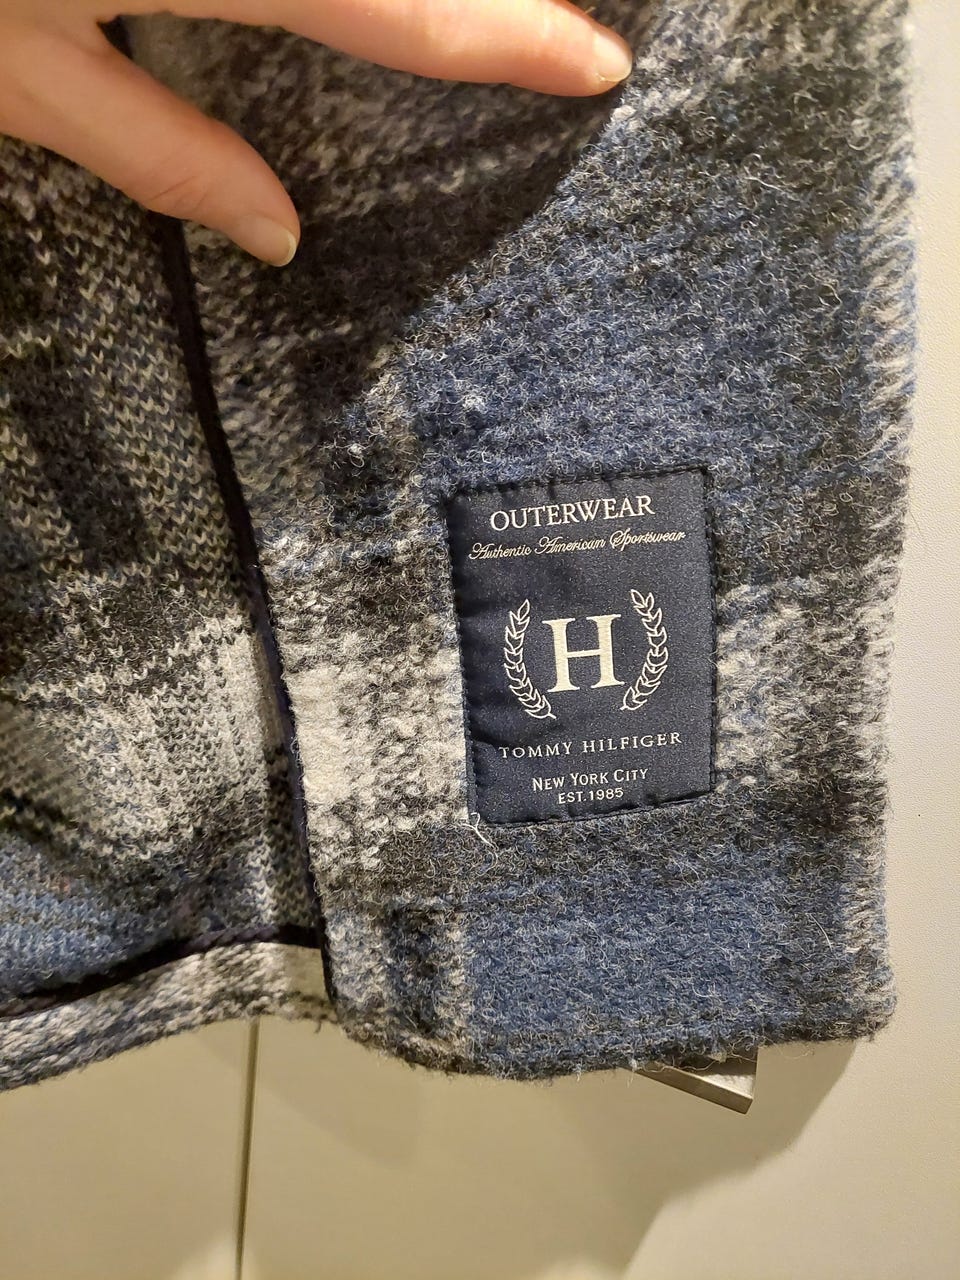 OUTERWEAR
Authentic American Sportswear
H
TOMMY HILFIGER
NEW YORK CITY
EST.1985